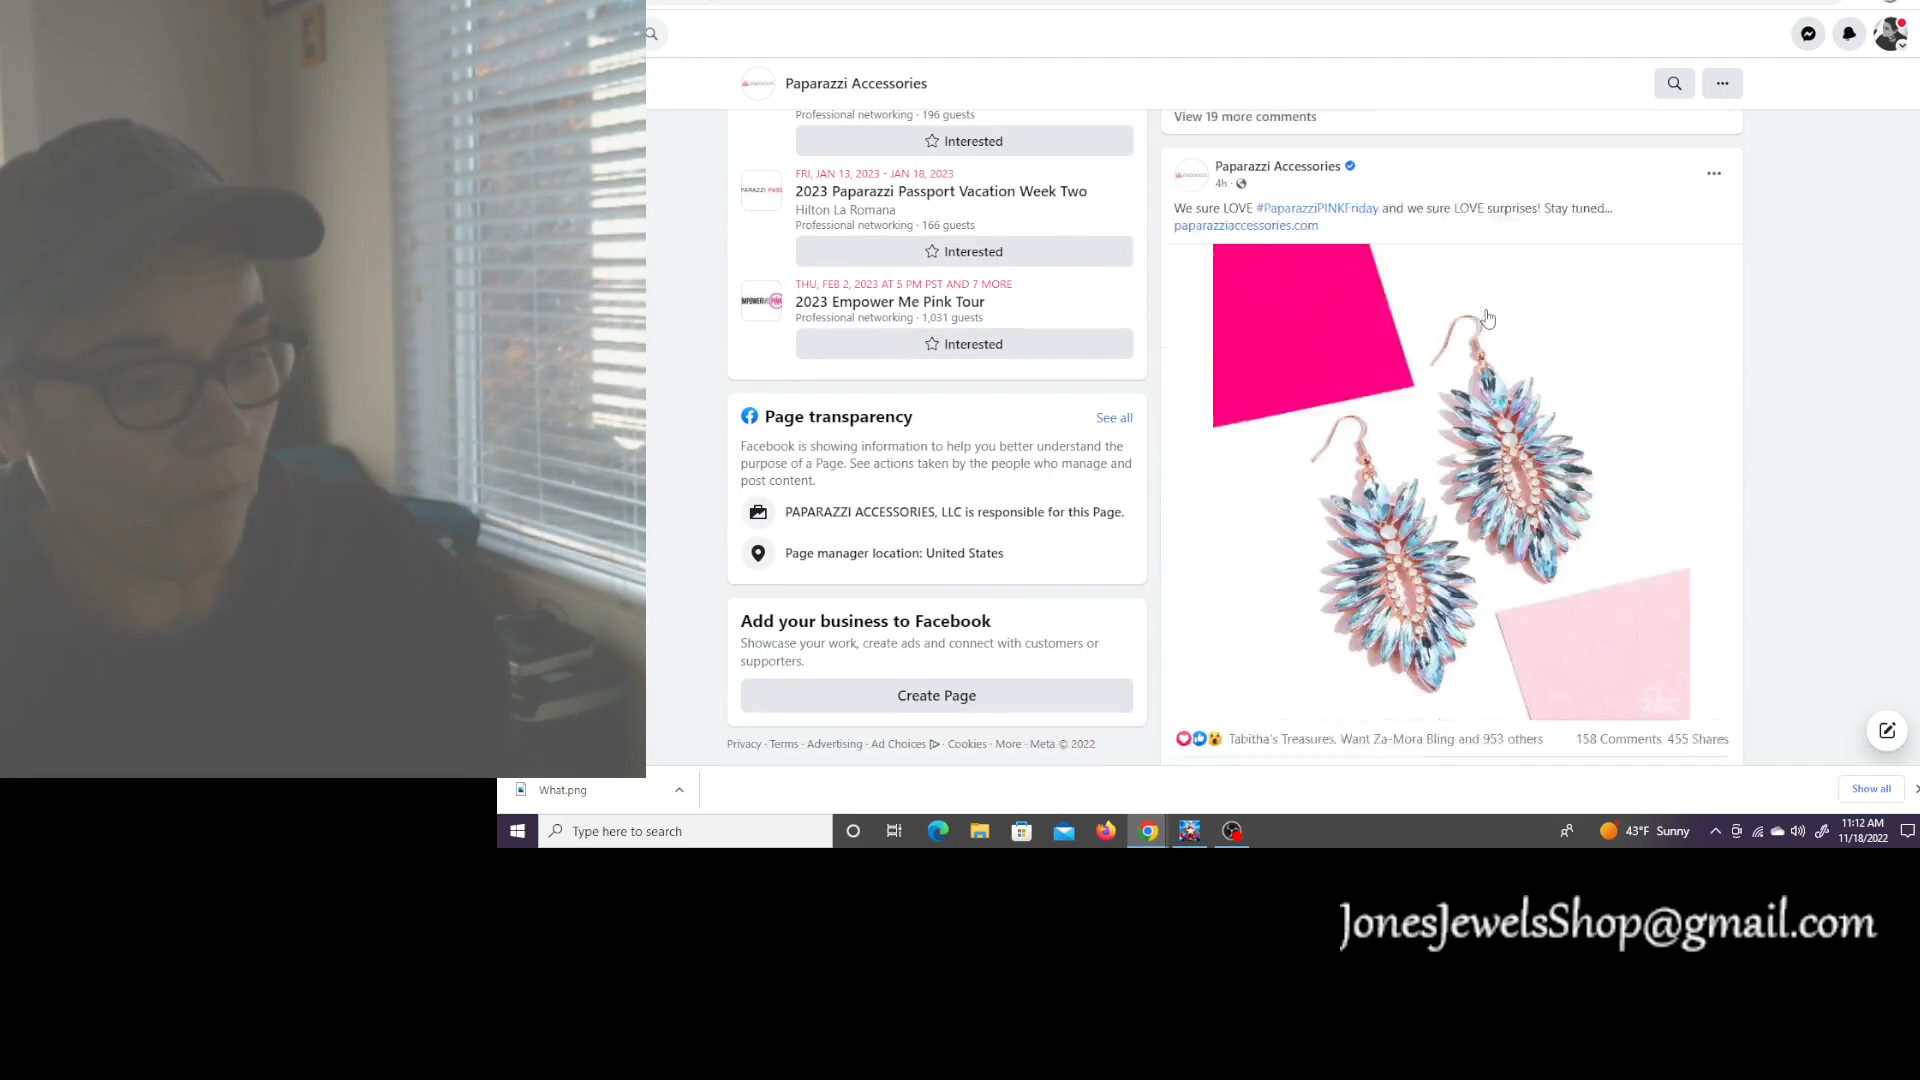 Paparazzi Accessories
Professional networking · 196 guests
Interested
FRI, JAN 13, 2023 - JAN 18, 2023
2023 Paparazzi Passport Vacation Week Two
Hilton La Romana
Professional networking · 166 guests
Interested
THU, FEB 2, 2023 AT 5 PM PST AND 7 MORE
2023 Empower Me Pink Tour
Professional networking · 1,031 guests
Interested
Page transparency
See all
Facebook is showing information to help you better understand the
purpose of a Page. See actions taken by the people who manage and
post content.
PAPARAZZI ACCESSORIES, LLC is responsible for this Page.
Page manager location: United States
Add your business to Facebook
Showcase your work, create ads and connect with customers or
supporters.
Create Page
Privacy · Terms · Advertising · Ad Choices · Cookies · More · Meta © 2022
View 19 more comments
Paparazzi Accessories
4h ·
We sure LOVE #PaparazziPINKFriday and we sure LOVE surprises! Stay tuned...
paparazziaccessories.com
Tabitha's Treasures, Want Za-Mora Bling and 953 others
158 Comments 455 Shares
What.png
Show all
Type here to search
43°F Sunny
11:12 AM
11/18/2022
JonesJewelsShop@gmail.com